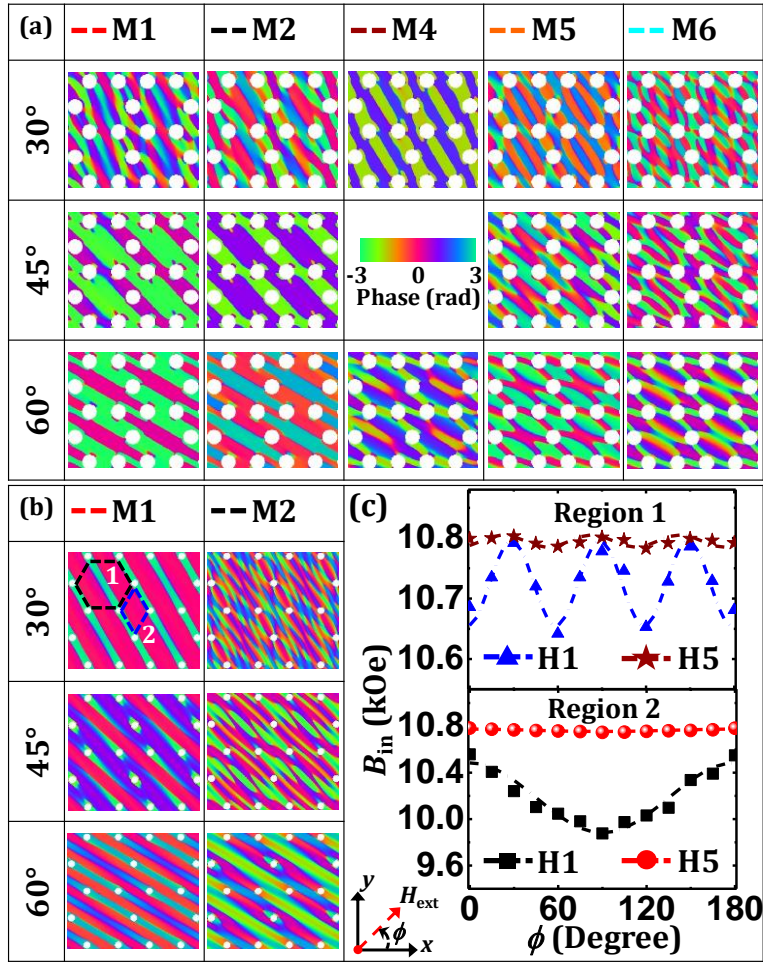 (a) M1 M2 M4 M5 M6
30°
45°
-3 0 3
Phase (rad)
60°
(b) M1 M2
30°
1
2
45°
60°
(c)
Region 1
10.8
10.7
10.6
H1 H5
Region 2
10.8
10.4
10.0
9.6
H1 H5
B_in (kOe)
0 60 120 180
ϕ (Degree)
y
H_ext
ϕ
x